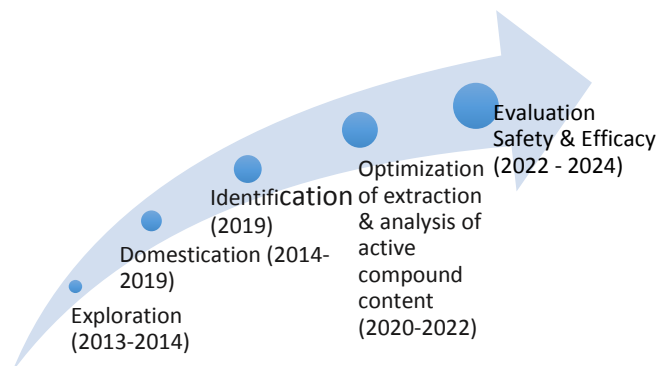 Exploration
(2013-2014)
Domestication (2014-
2019)
Identification
(2019)
Optimization
of extraction
& analysis of
active
compound
content
(2020-2022)
Evaluation
Safety & Efficacy
(2022 - 2024)